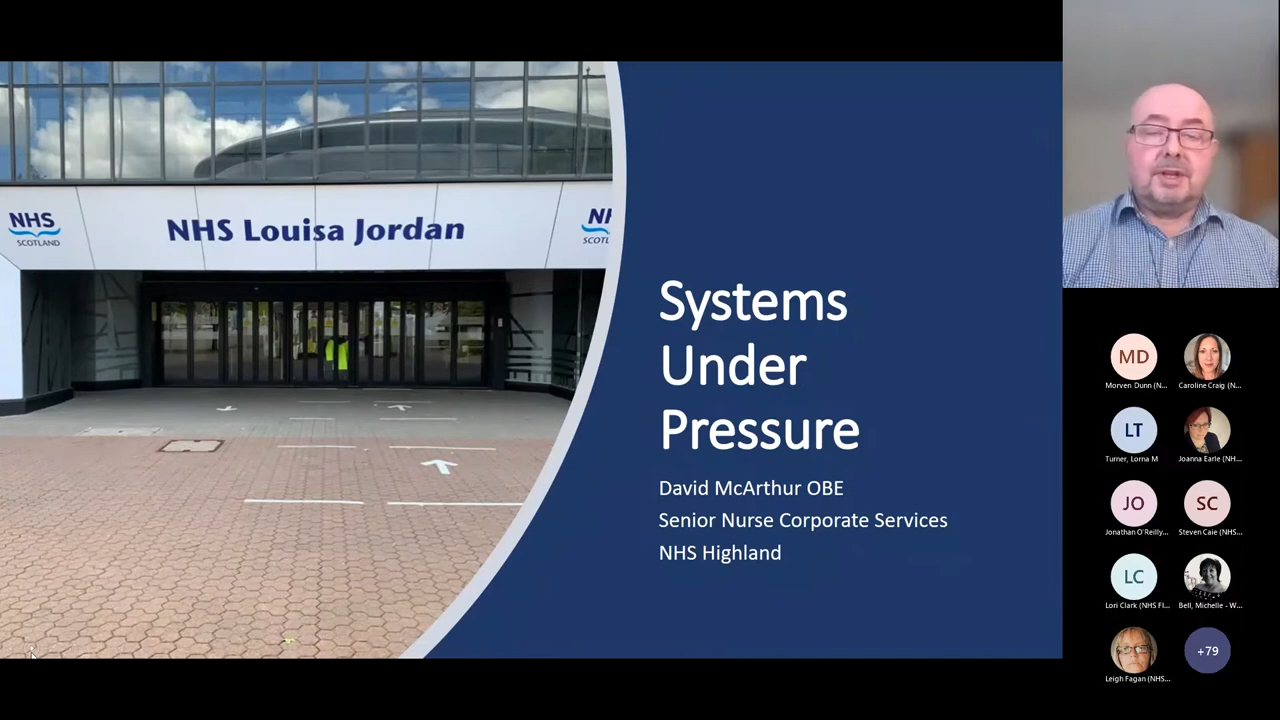 NHS
SCOTLAND
NHS Louisa Jordan
Systems
Under
Pressure
David McArthur OBE
Senior Nurse Corporate Services
NHS Highland
MD
Morven Dunn (N...
Caroline Craig (N...
LT
Turner, Lorna M
Joanna Earle (NH...
JO
Jonathan O'Reilly...
SC
Steven Caie (NHS...
LC
Lori Clark (NHS Fl...
Bell, Michelle - W...
Leigh Fagan (NHS...
+79